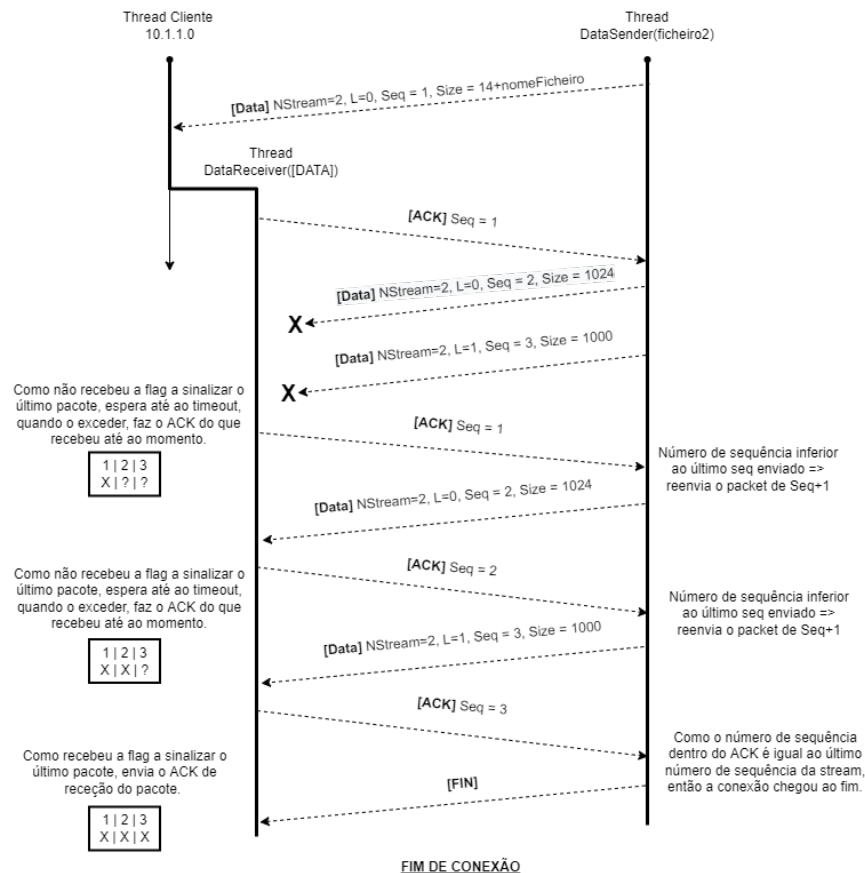 Thread Cliente
10.1.1.0
Thread
DataSender(ficheiro2)
[Data] NStream=2, L=0, Seq = 1, Size = 14+nomeFicheiro
Thread
DataReceiver([DATA])
[ACK] Seq = 1
[Data] NStream=2, L=0, Seq = 2, Size = 1024
X
[Data] NStream=2, L=1, Seq = 3, Size = 1000
X
Como não recebeu a flag a sinalizar o
último pacote, espera até ao timeout,
quando o exceder, faz o ACK do que
recebeu até ao momento.
1 | 2 | 3
X | ? | ?
[ACK] Seq = 1
Número de sequência inferior
ao último seq enviado =>
reenvia o packet de Seq+1
[Data] NStream=2, L=0, Seq = 2, Size = 1024
Como não recebeu a flag a sinalizar o
último pacote, espera até ao timeout,
quando o exceder, faz o ACK do que
recebeu até ao momento.
1 | 2 | 3
X | X | ?
[ACK] Seq = 2
Número de sequência inferior
ao último seq enviado =>
reenvia o packet de Seq+1
[Data] NStream=2, L=1, Seq = 3, Size = 1000
[ACK] Seq = 3
Como o número de sequência
dentro do ACK é igual ao último
número de sequência da stream,
então a conexão chegou ao fim.
Como recebeu a flag a sinalizar o
último pacote, envia o ACK de
receção do pacote.
1 | 2 | 3
X | X | X
[FIN]
FIM DE CONEXÃO